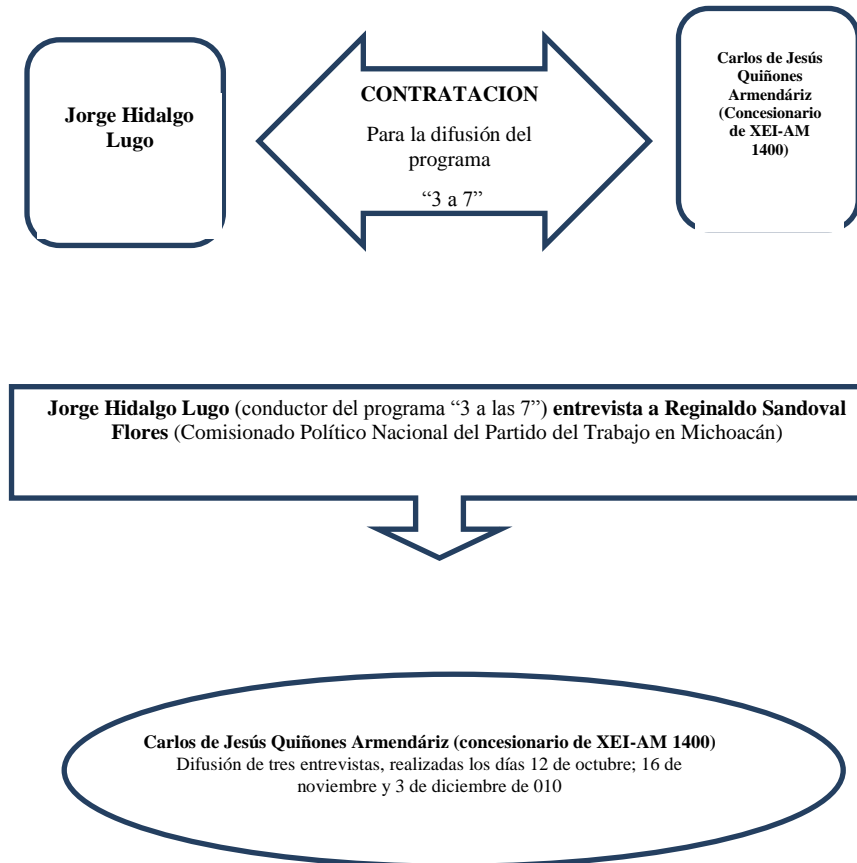 Jorge Hidalgo
Lugo
CONTRATACION
Para la difusión del
programa
“3 a 7”
Carlos de Jesús
Quiñones
Armendáriz
(Concesionario
de XEI-AM
1400)
Jorge Hidalgo Lugo (conductor del programa “3 a las 7”) entrevista a Reginaldo Sandoval
Flores (Comisionado Político Nacional del Partido del Trabajo en Michoacán)
Carlos de Jesús Quiñones Armendáriz (concesionario de XEI-AM 1400)
Difusión de tres entrevistas, realizadas los días 12 de octubre; 16 de
noviembre y 3 de diciembre de 010